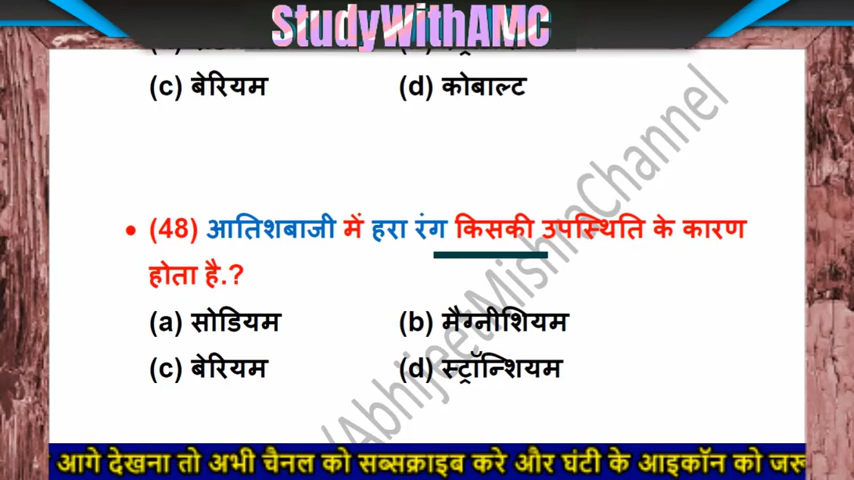 StudyWithAMC
(c) बेरियम (d) कोबाल्ट
• (48) आतिशबाजी में हरा रंग किसकी उपस्थिति के कारण
होता है.?
(a) सोडियम (b) मैग्नीशियम
(c) बेरियम (d) स्ट्रॉन्शियम
/AbhijeetMishraChannel
आगे देखना तो अभी चैनल को सब्सक्राइब करे और घंटी के आइकॉन को